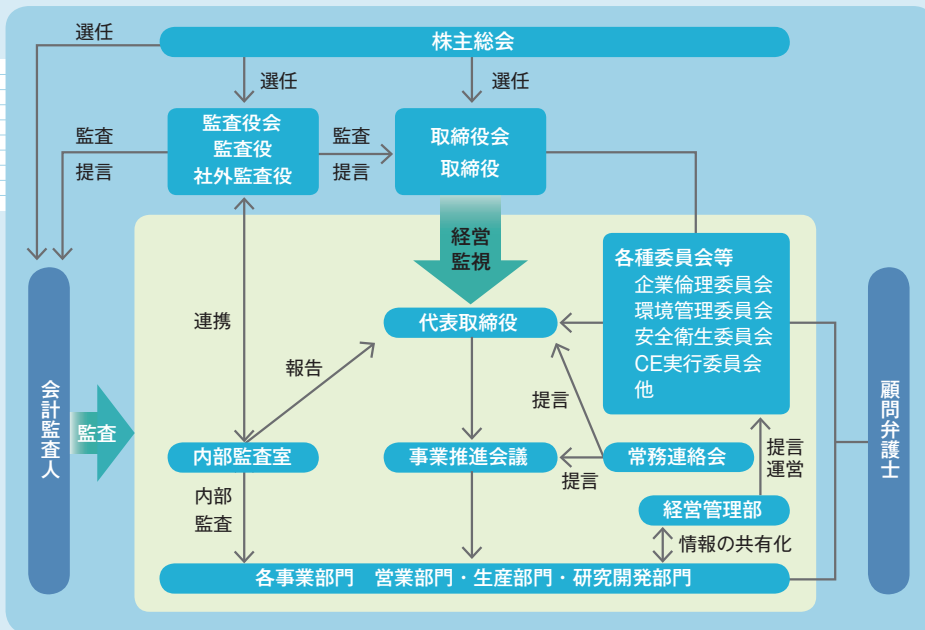 選任
株主総会
選任
選任
監査
提言
監査役会
監査役
社外監査役
監査
提言
取締役会
取締役
経営
監視
各種委員会等
企業倫理委員会
環境管理委員会
安全衛生委員会
CE実行委員会
他
代表取締役
連携
報告
提言
会計監査人
監査
内部監査室
事業推進会議
提言
常務連絡会
提言
運営
顧問弁護士
内部
監査
経営管理部
情報の共有化
各事業部門 営業部門・生産部門・研究開発部門